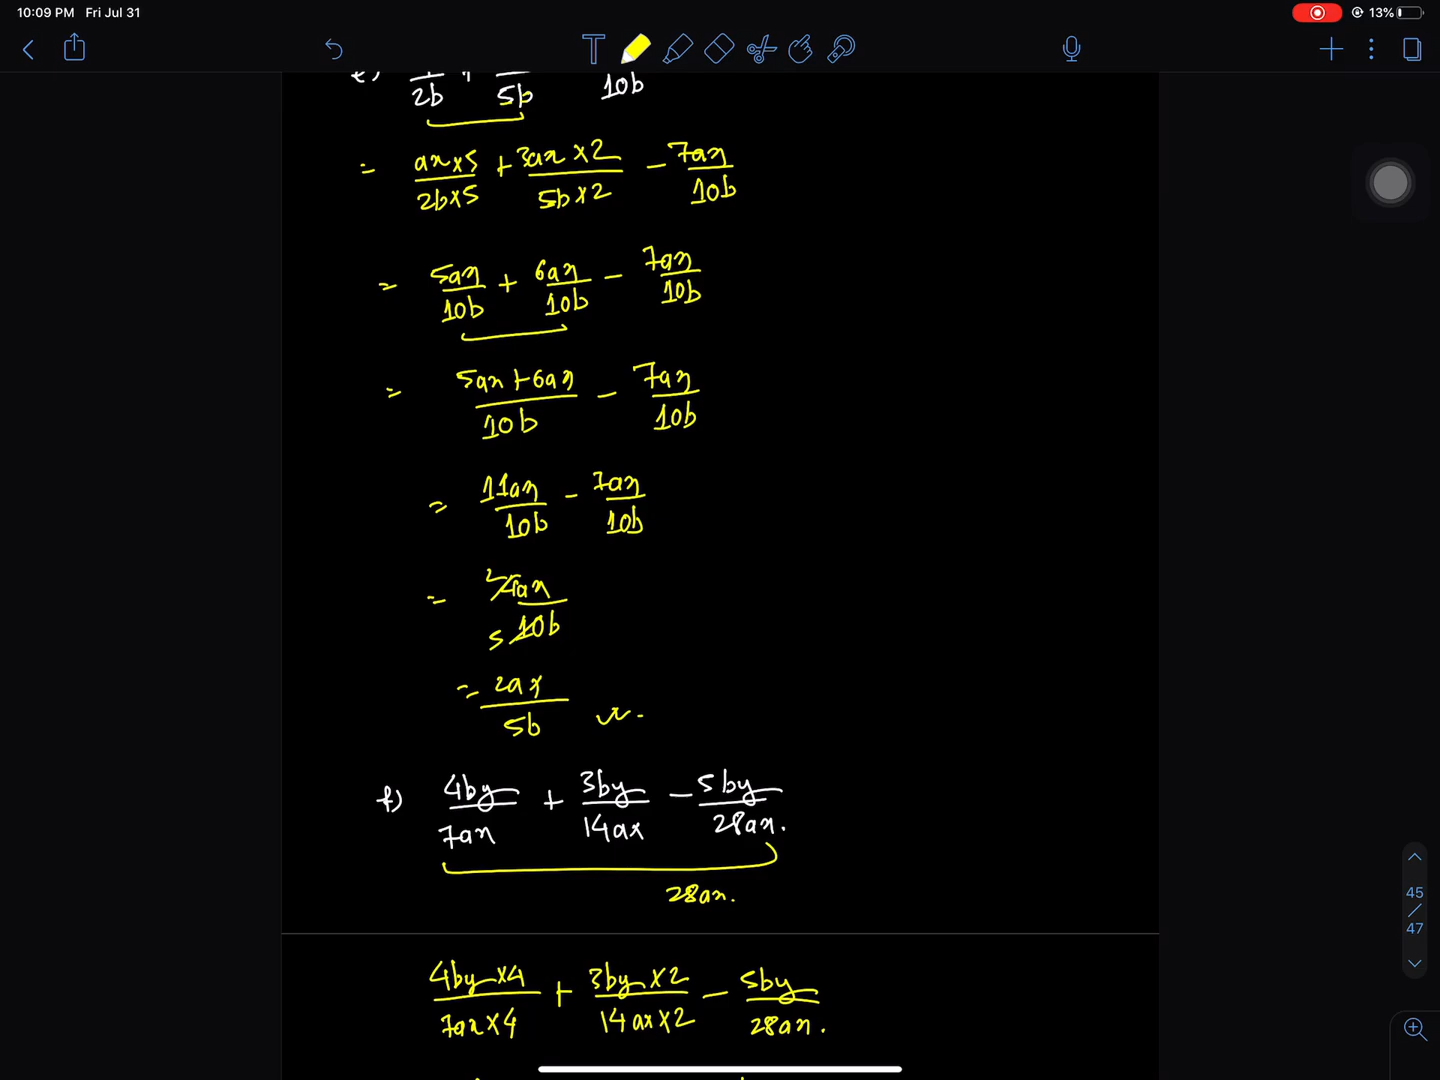 10:09 PM Fri Jul 31
13%
2b 5b 10b
= ax×5/2b×5 + 3ax×2/5b×2 - 7ax/10b
= 5ax/10b + 6ax/10b - 7ax/10b
= 5ax+6ax/10b - 7ax/10b
= 11ax/10b - 7ax/10b
= 2 4ax/5 10b
= 2ax/5b
f) 4by/7ax + 3by/14ax - 5by/28ax.
28ax.
4by×4/7ax×4 + 3by×2/14ax×2 - 5by/28ax.
45
/
47